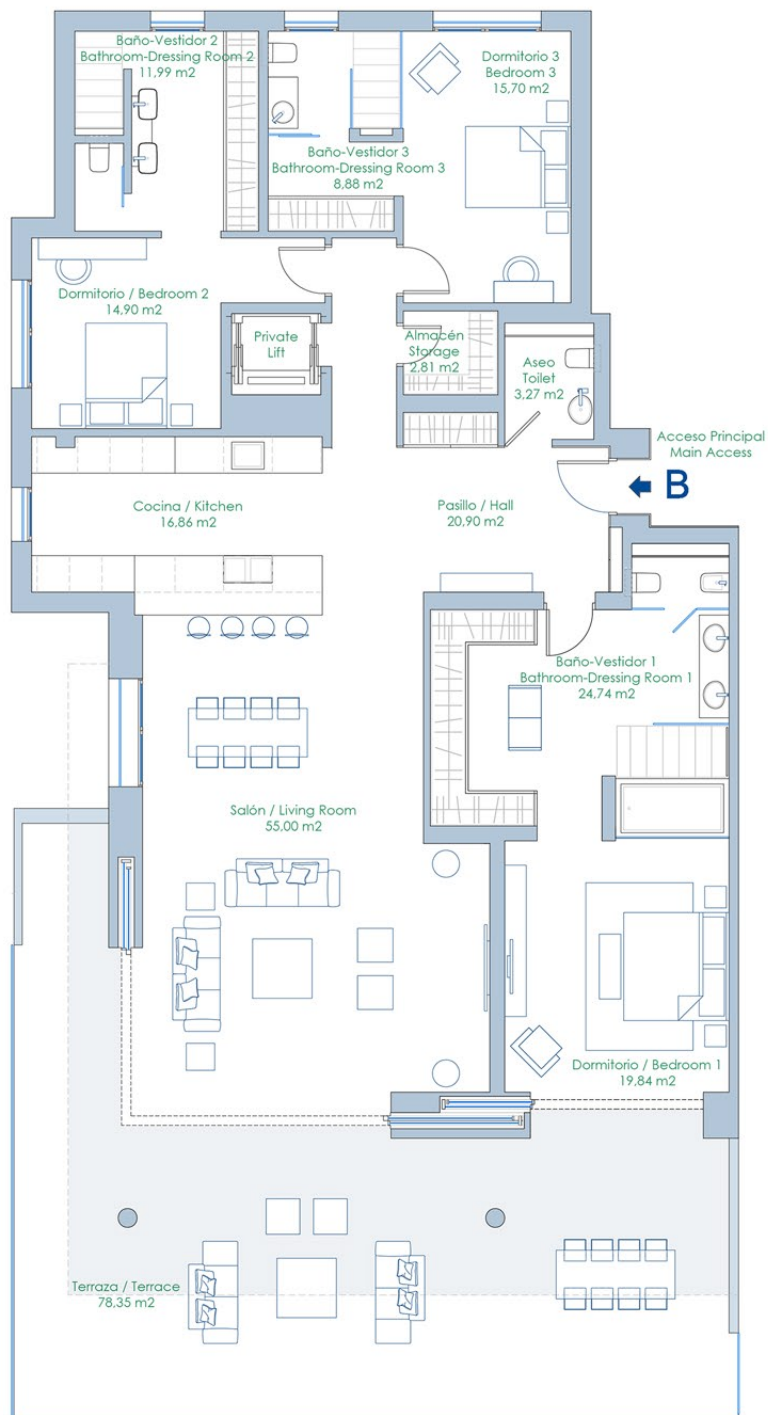 Baño-Vestidor 2
Bathroom-Dressing Room 2
11,99 m2
Dormitorio 3
Bedroom 3
15,70 m2
Baño-Vestidor 3
Bathroom-Dressing Room 3
8,88 m2
Dormitorio / Bedroom 2
14,90 m2
Private
Lift
Almacén
Storage
2,81 m2
Aseo
Toilet
3,27 m2
Acceso Principal
Main Access
B
Cocina / Kitchen
16,86 m2
Pasillo / Hall
20,90 m2
Baño-Vestidor 1
Bathroom-Dressing Room 1
24,74 m2
Salón / Living Room
55,00 m2
Dormitorio / Bedroom 1
19,84 m2
Terraza / Terrace
78,35 m2